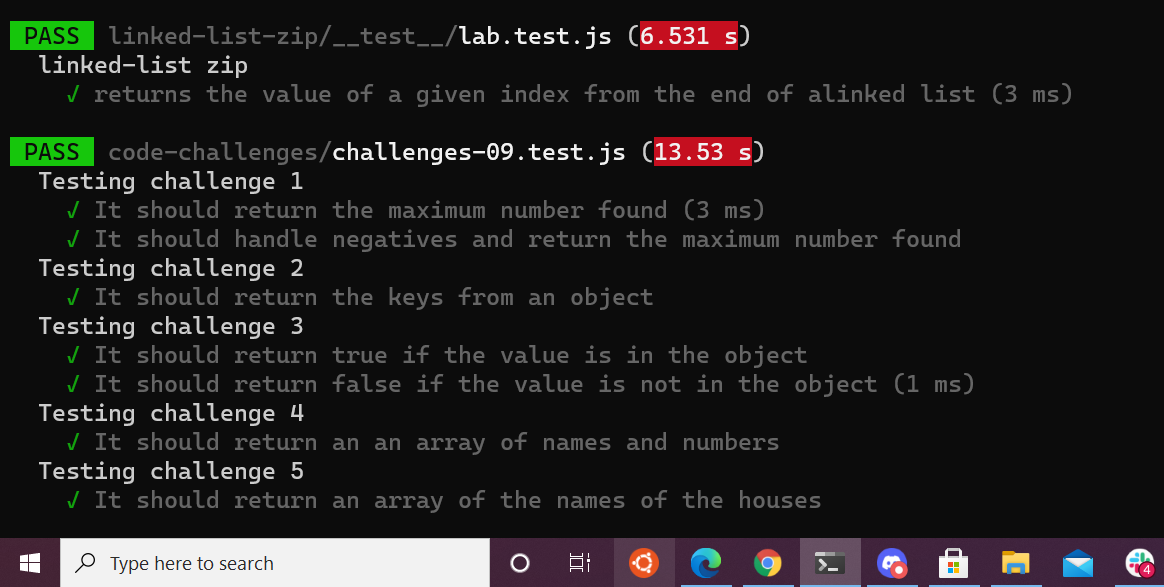 PASS linked-list-zip/__test__/lab.test.js (6.531 s)
linked-list zip
√ returns the value of a given index from the end of alinked list (3 ms)
PASS code-challenges/challenges-09.test.js (13.53 s)
Testing challenge 1
√ It should return the maximum number found (3 ms)
√ It should handle negatives and return the maximum number found
Testing challenge 2
√ It should return the keys from an object
Testing challenge 3
√ It should return true if the value is in the object
√ It should return false if the value is not in the object (1 ms)
Testing challenge 4
√ It should return an an array of names and numbers
Testing challenge 5
√ It should return an array of the names of the houses
Type here to search
4